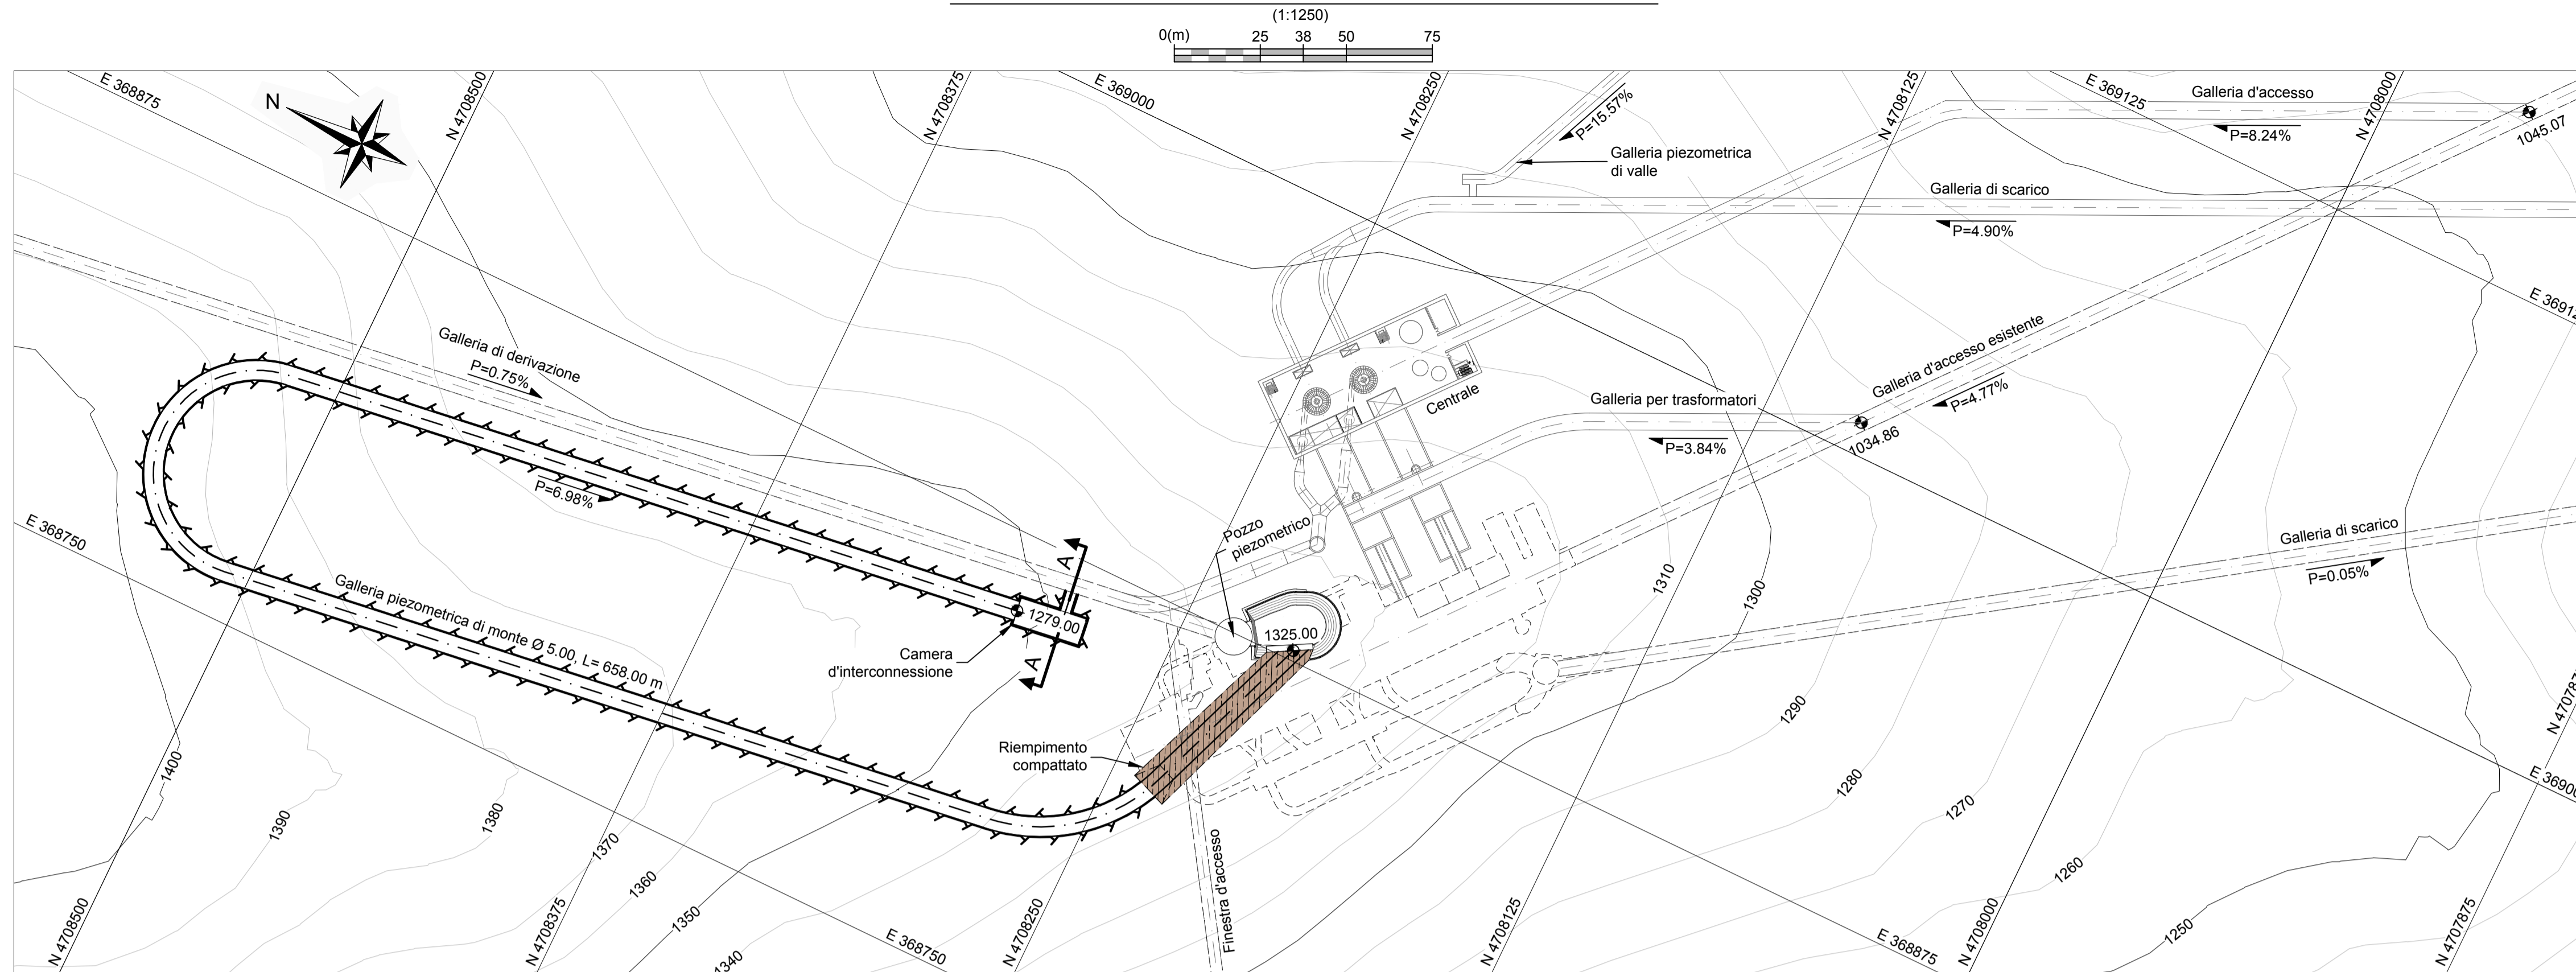 (1:1250)
0(m) 25 38 50 75
E 368875
N 4708500
N 4708375
E 369000
N 4708250
N 4708125
E 369125
N 4708000
N
P=15.57%
Galleria d'accesso
P=8.24%
1045.07
Galleria piezometrica
di valle
Galleria di scarico
P=4.90%
Galleria di derivazione
P=0.75%
P=6.98%
Galleria d'accesso esistente
P=4.77%
Galleria per trasformatori
P=3.84%
1034.86
Centrale
E 368750
Pozzo
piezometrico
Galleria di scarico
P=0.05%
Galleria piezometrica di monte Ø 5.00, L= 658.00 m
A
A
1279.00
Camera
d'interconnessione
1325.00
Riempimento
compattato
Finestra d'accesso
1310
1300
1290
1280
1270
1260
1250
1400
1390
1380
1370
1360
1350
1340
N 4708500
N 4708375
E 368750
N 4708250
N 4708125
E 368875
N 4708000
N 4707875